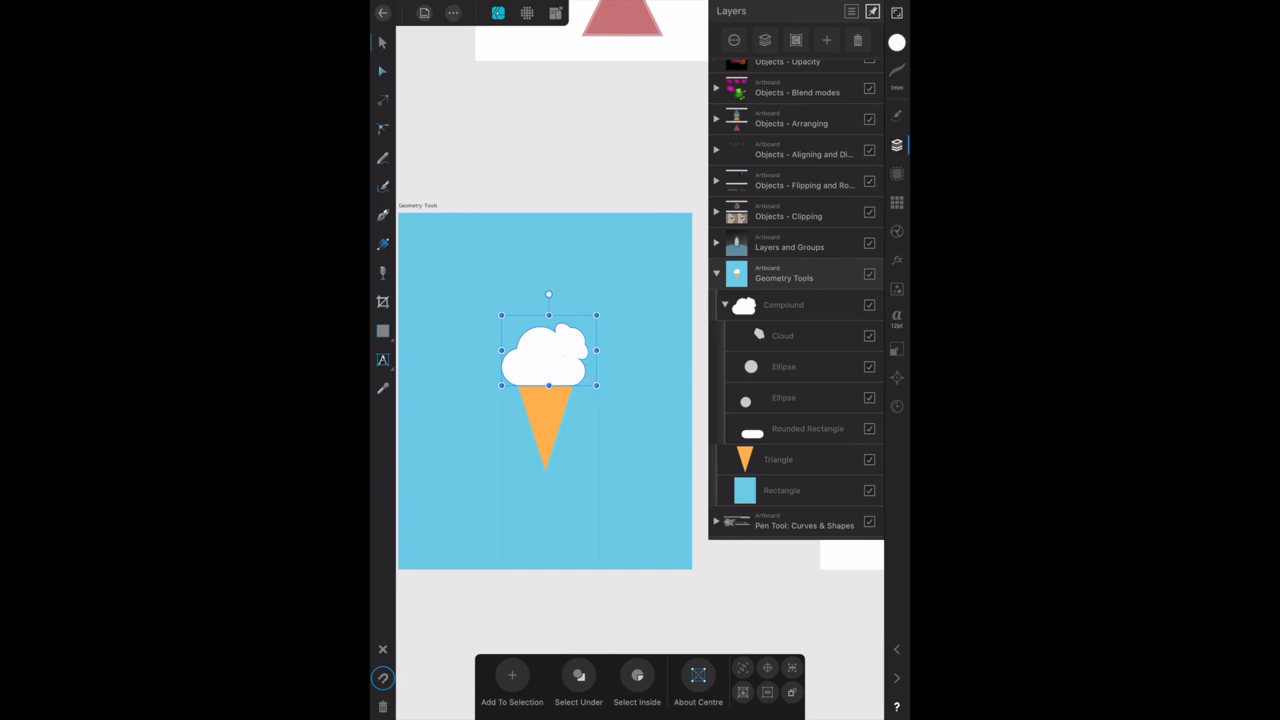 Layers
Objects - Opacity
1mm
Artboard
Objects - Blend modes
Artboard
Objects - Arranging
Artboard
Objects - Aligning and Di...
Artboard
Objects - Flipping and Ro...
Geometry Tools
Artboard
Objects - Clipping
Artboard
Layers and Groups
fx
Artboard
Geometry Tools
Compound
a
12pt
Cloud
A
Ellipse
Ellipse
Rounded Rectangle
Triangle
Rectangle
Artboard
Pen Tool: Curves & Shapes
Add To Selection
Select Under
Select Inside
About Centre
?